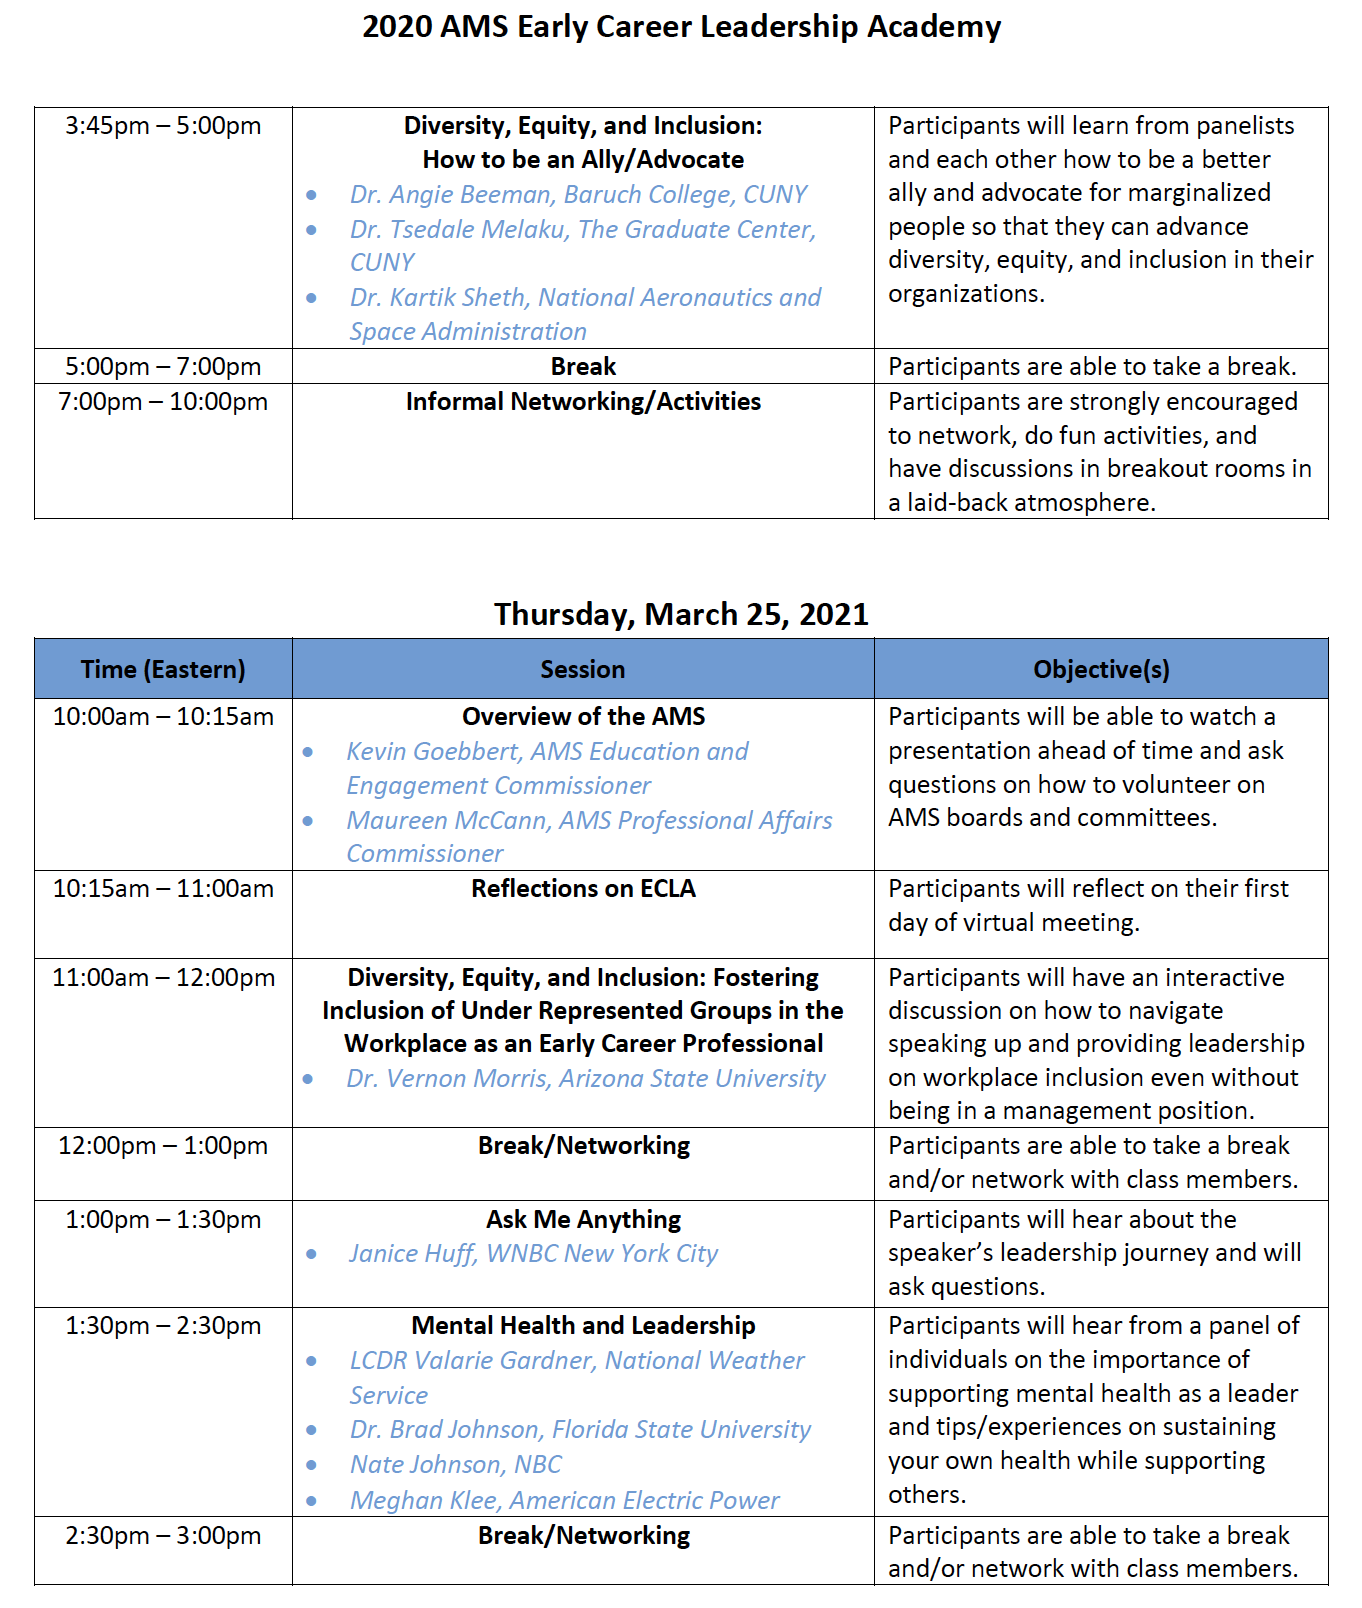 2020 AMS Early Career Leadership Academy
3:45pm – 5:00pm
Diversity, Equity, and Inclusion:
How to be an Ally/Advocate
• Dr. Angie Beeman, Baruch College, CUNY
• Dr. Tsedale Melaku, The Graduate Center,
CUNY
• Dr. Kartik Sheth, National Aeronautics and
Space Administration
Participants will learn from panelists
and each other how to be a better
ally and advocate for marginalized
people so that they can advance
diversity, equity, and inclusion in their
organizations.
5:00pm – 7:00pm
Break
Participants are able to take a break.
7:00pm – 10:00pm
Informal Networking/Activities
Participants are strongly encouraged
to network, do fun activities, and
have discussions in breakout rooms in
a laid-back atmosphere.
Thursday, March 25, 2021
Time (Eastern)
Session
Objective(s)
10:00am – 10:15am
Overview of the AMS
• Kevin Goebbert, AMS Education and
Engagement Commissioner
• Maureen McCann, AMS Professional Affairs
Commissioner
Participants will be able to watch a
presentation ahead of time and ask
questions on how to volunteer on
AMS boards and committees.
10:15am – 11:00am
Reflections on ECLA
Participants will reflect on their first
day of virtual meeting.
11:00am – 12:00pm
Diversity, Equity, and Inclusion: Fostering
Inclusion of Under Represented Groups in the
Workplace as an Early Career Professional
• Dr. Vernon Morris, Arizona State University
Participants will have an interactive
discussion on how to navigate
speaking up and providing leadership
on workplace inclusion even without
being in a management position.
12:00pm – 1:00pm
Break/Networking
Participants are able to take a break
and/or network with class members.
1:00pm – 1:30pm
Ask Me Anything
• Janice Huff, WNBC New York City
Participants will hear about the
speaker’s leadership journey and will
ask questions.
1:30pm – 2:30pm
Mental Health and Leadership
• LCDR Valarie Gardner, National Weather
Service
• Dr. Brad Johnson, Florida State University
• Nate Johnson, NBC
• Meghan Klee, American Electric Power
Participants will hear from a panel of
individuals on the importance of
supporting mental health as a leader
and tips/experiences on sustaining
your own health while supporting
others.
2:30pm – 3:00pm
Break/Networking
Participants are able to take a break
and/or network with class members.